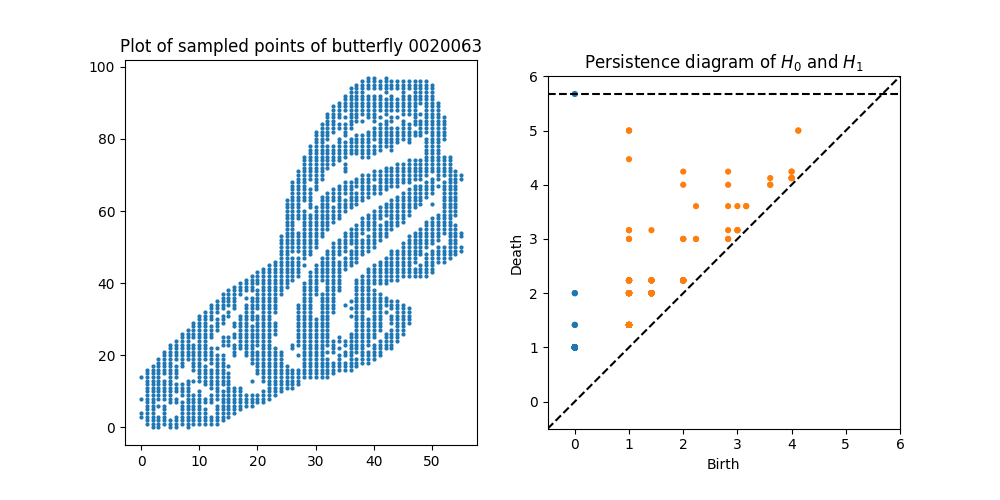 Plot of sampled points of butterfly 0020063
100
80
60
40
20
0
0 10 20 30 40 50
Persistence diagram of H₀ and H₁
6
5
4
3
2
1
0
Death
0 1 2 3 4 5 6
Birth